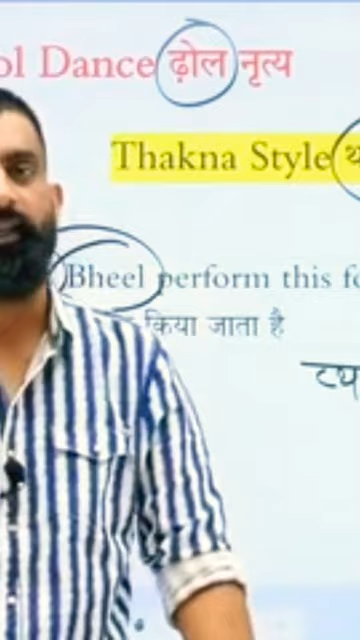 ol Dance ढ़ोल नृत्य
Thakna Style थ
Bheel perform this fo
किया जाता है